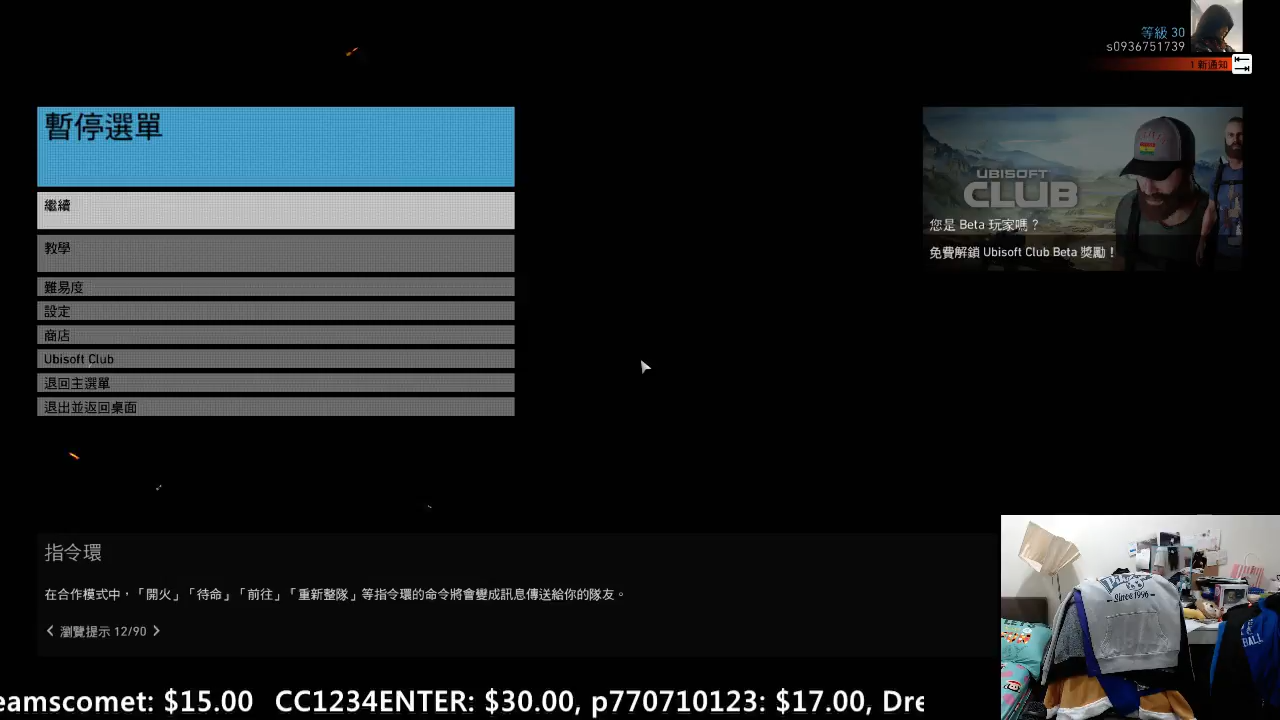 等級 30
s0936751739
1 新通知
暫停選單
繼續
教學
難易度
設定
商店
Ubisoft Club
退回主選單
退出並返回桌面
UBISOFT
CLUB
您是 Beta 玩家嗎？
免費解鎖 Ubisoft Club Beta 獎勵！
指令環
在合作模式中，「開火」「待命」「前往」「重新整隊」等指令環的命令將會變成訊息傳送給你的隊友。
瀏覽提示 12/90
Since 1996
eamscomet: $15.00 CC1234ENTER: $30.00, p770710123: $17.00, Dre